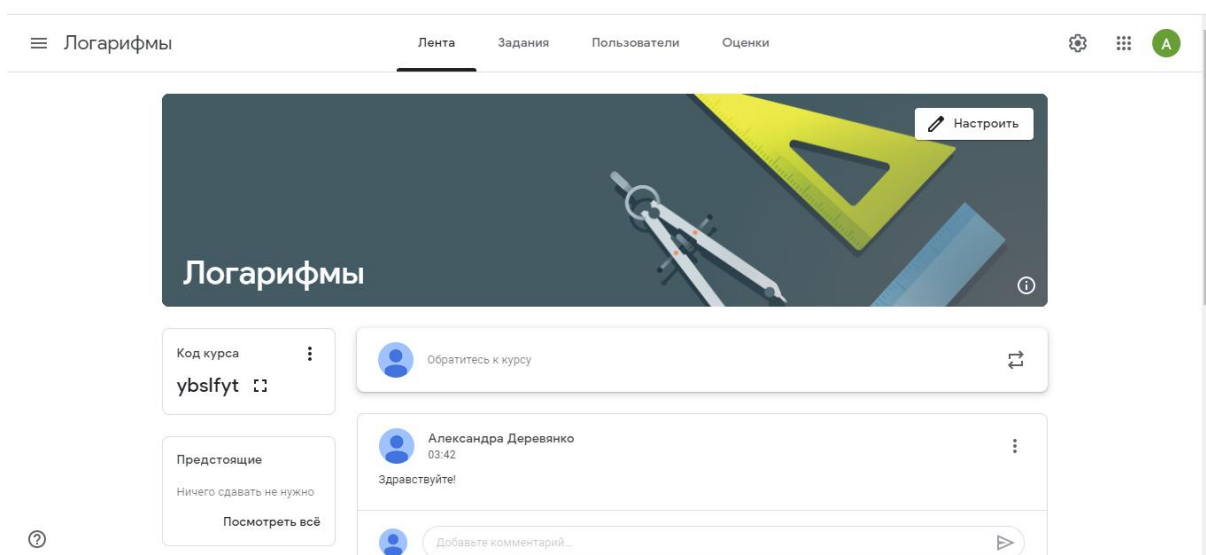 Логарифмы
Лента Задания Пользователи Оценки
А
Настроить
Логарифмы
Код курса
ybslfyt
Обратитесь к курсу
Александра Деревянко
03:42
Здравствуйте!
Предстоящие
Ничего сдавать не нужно
Посмотреть всё
Добавьте комментарий...